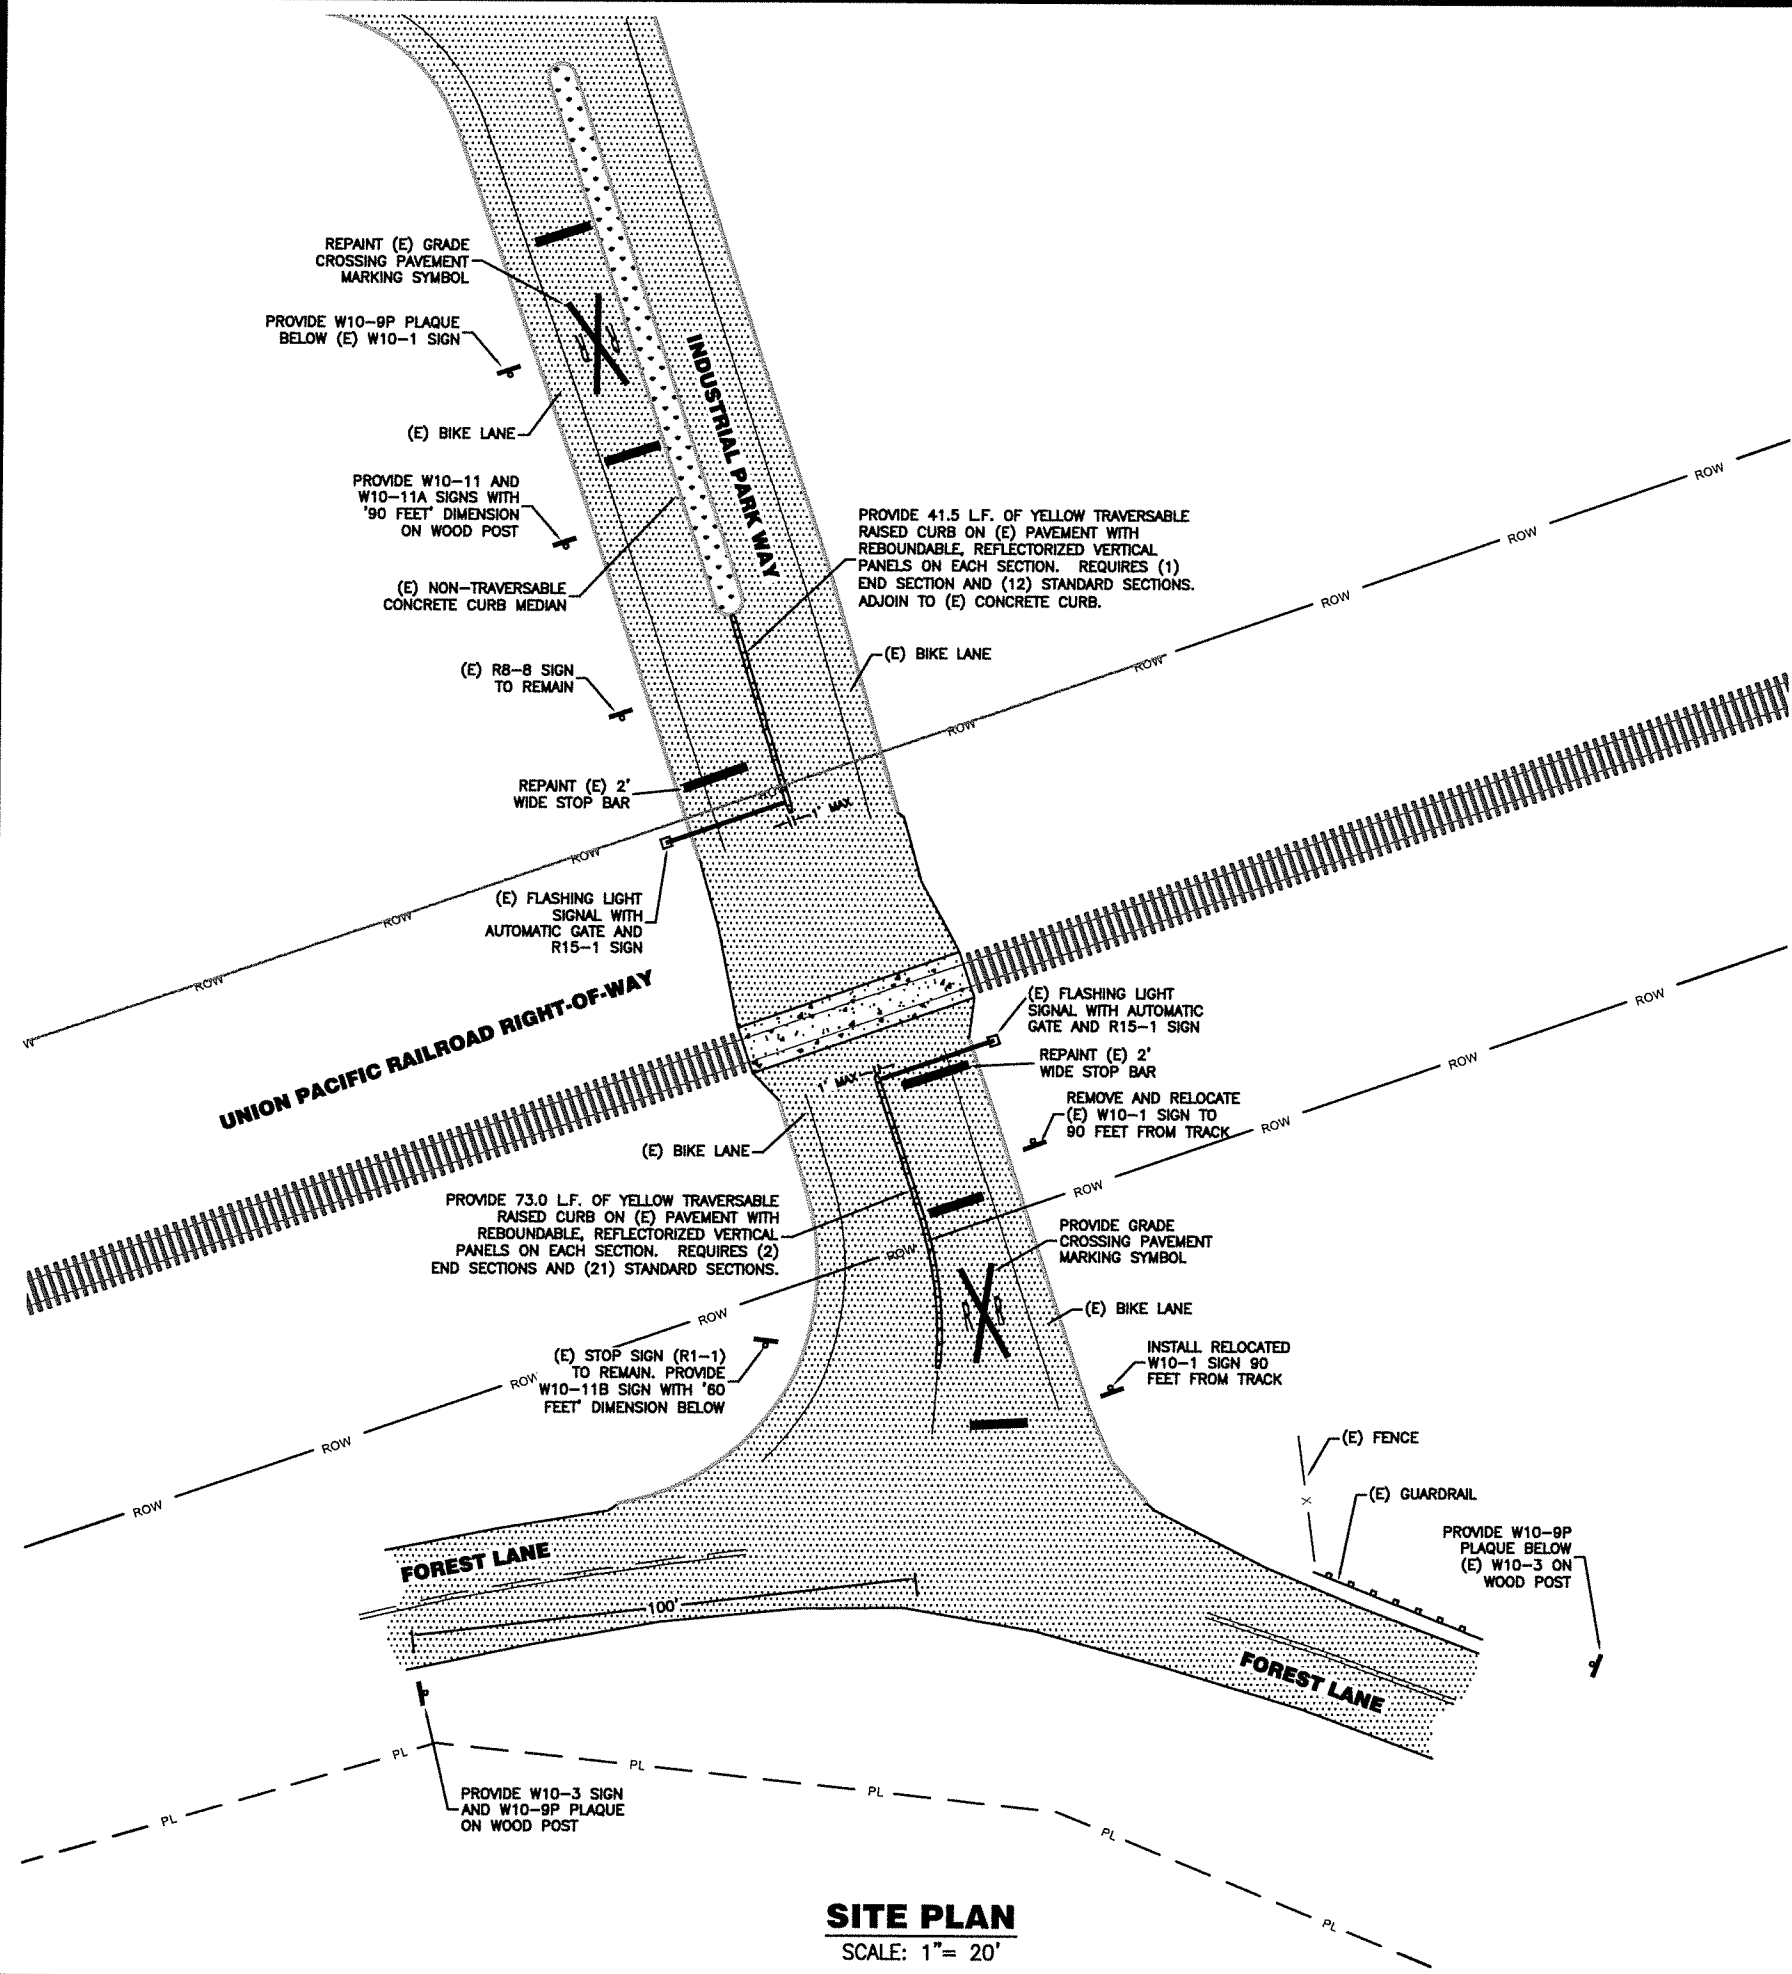 REPAINT (E) GRADE
CROSSING PAVEMENT
MARKING SYMBOL
PROVIDE W10-9P PLAQUE
BELOW (E) W10-1 SIGN
(E) BIKE LANE
PROVIDE W10-11 AND
W10-11A SIGNS WITH
'90 FEET' DIMENSION
ON WOOD POST
(E) NON-TRAVERSABLE
CONCRETE CURB MEDIAN
(E) R8-8 SIGN
TO REMAIN
REPAINT (E) 2'
WIDE STOP BAR
(E) FLASHING LIGHT
SIGNAL WITH
AUTOMATIC GATE AND
R15-1 SIGN
INDUSTRIAL PARK WAY
PROVIDE 41.5 L.F. OF YELLOW TRAVERSABLE
RAISED CURB ON (E) PAVEMENT WITH
REBOUNDABLE, REFLECTORIZED VERTICAL
PANELS ON EACH SECTION. REQUIRES (1)
END SECTION AND (12) STANDARD SECTIONS.
ADJOIN TO (E) CONCRETE CURB.
(E) BIKE LANE
1' MAX
W
ROW
ROW
ROW
ROW
ROW
ROW
ROW
ROW
ROW
UNION PACIFIC RAILROAD RIGHT-OF-WAY
(E) FLASHING LIGHT
SIGNAL WITH AUTOMATIC
GATE AND R15-1 SIGN
REPAINT (E) 2'
WIDE STOP BAR
REMOVE AND RELOCATE
(E) W10-1 SIGN TO
90 FEET FROM TRACK
1' MAX
(E) BIKE LANE
PROVIDE 73.0 L.F. OF YELLOW TRAVERSABLE
RAISED CURB ON (E) PAVEMENT WITH
REBOUNDABLE, REFLECTORIZED VERTICAL
PANELS ON EACH SECTION. REQUIRES (2)
END SECTIONS AND (21) STANDARD SECTIONS.
PROVIDE GRADE
CROSSING PAVEMENT
MARKING SYMBOL
(E) BIKE LANE
INSTALL RELOCATED
W10-1 SIGN 90
FEET FROM TRACK
(E) STOP SIGN (R1-1)
TO REMAIN. PROVIDE
W10-11B SIGN WITH '60
FEET' DIMENSION BELOW
ROW
ROW
ROW
ROW
ROW
ROW
ROW
ROW
ROW
(E) FENCE
X
(E) GUARDRAIL
PROVIDE W10-9P
PLAQUE BELOW
(E) W10-3 ON
WOOD POST
FOREST LANE
100'
FOREST LANE
PROVIDE W10-3 SIGN
AND W10-9P PLAQUE
ON WOOD POST
PL
PL
PL
PL
PL
PL
SITE PLAN
SCALE: 1"= 20'